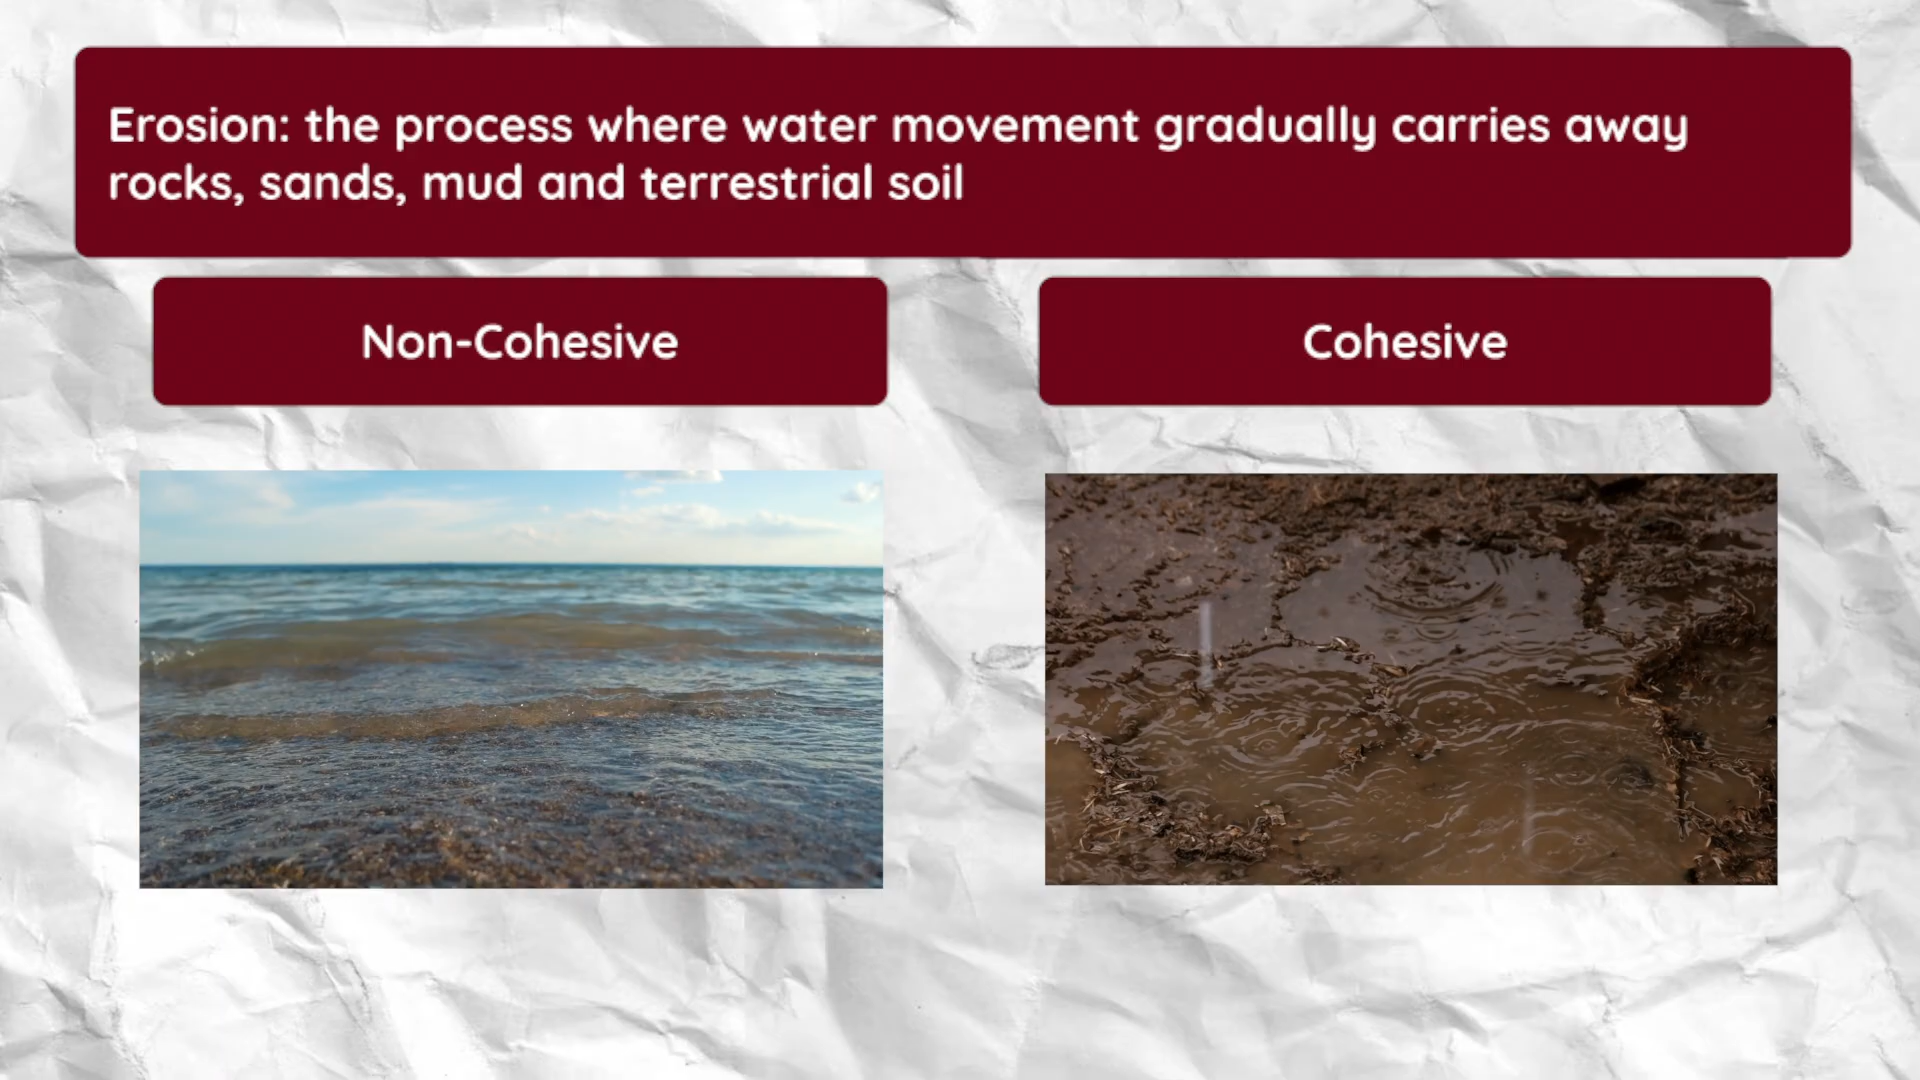 Erosion: the process where water movement gradually carries away
rocks, sands, mud and terrestrial soil
Non-Cohesive
Cohesive